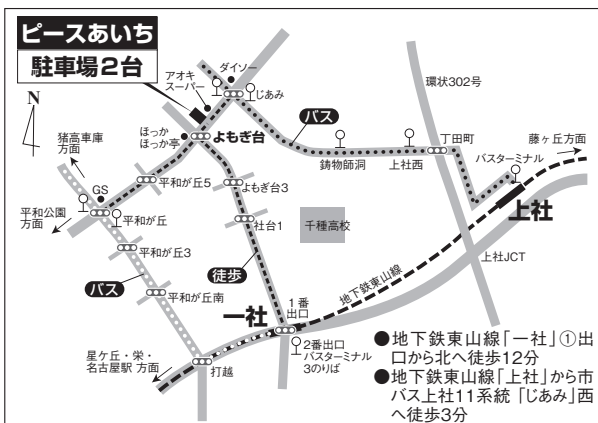 ピースあいち
駐車場2台
N
アオキ
スーパー
ダイソー
じあみ
環状302号
猪高車庫
方面
ほっか
ほっか亭
よもぎ台
バス
鋳物師洞
上社西
丁田町
藤ヶ丘方面
バスターミナル
上社
GS
平和が丘5
よもぎ台3
平和公園
方面
平和が丘
社台1
千種高校
平和が丘3
バス
徒歩
上社JCT
平和が丘南
一社
1番
出口
地下鉄東山線
星ケ丘・栄・
名古屋駅 方面
打越
2番出口
バスターミナル
3のりば
●地下鉄東山線「一社」①出
口から北へ徒歩12分
●地下鉄東山線「上社」から市
バス上社11系統 「じあみ」西
へ徒歩3分